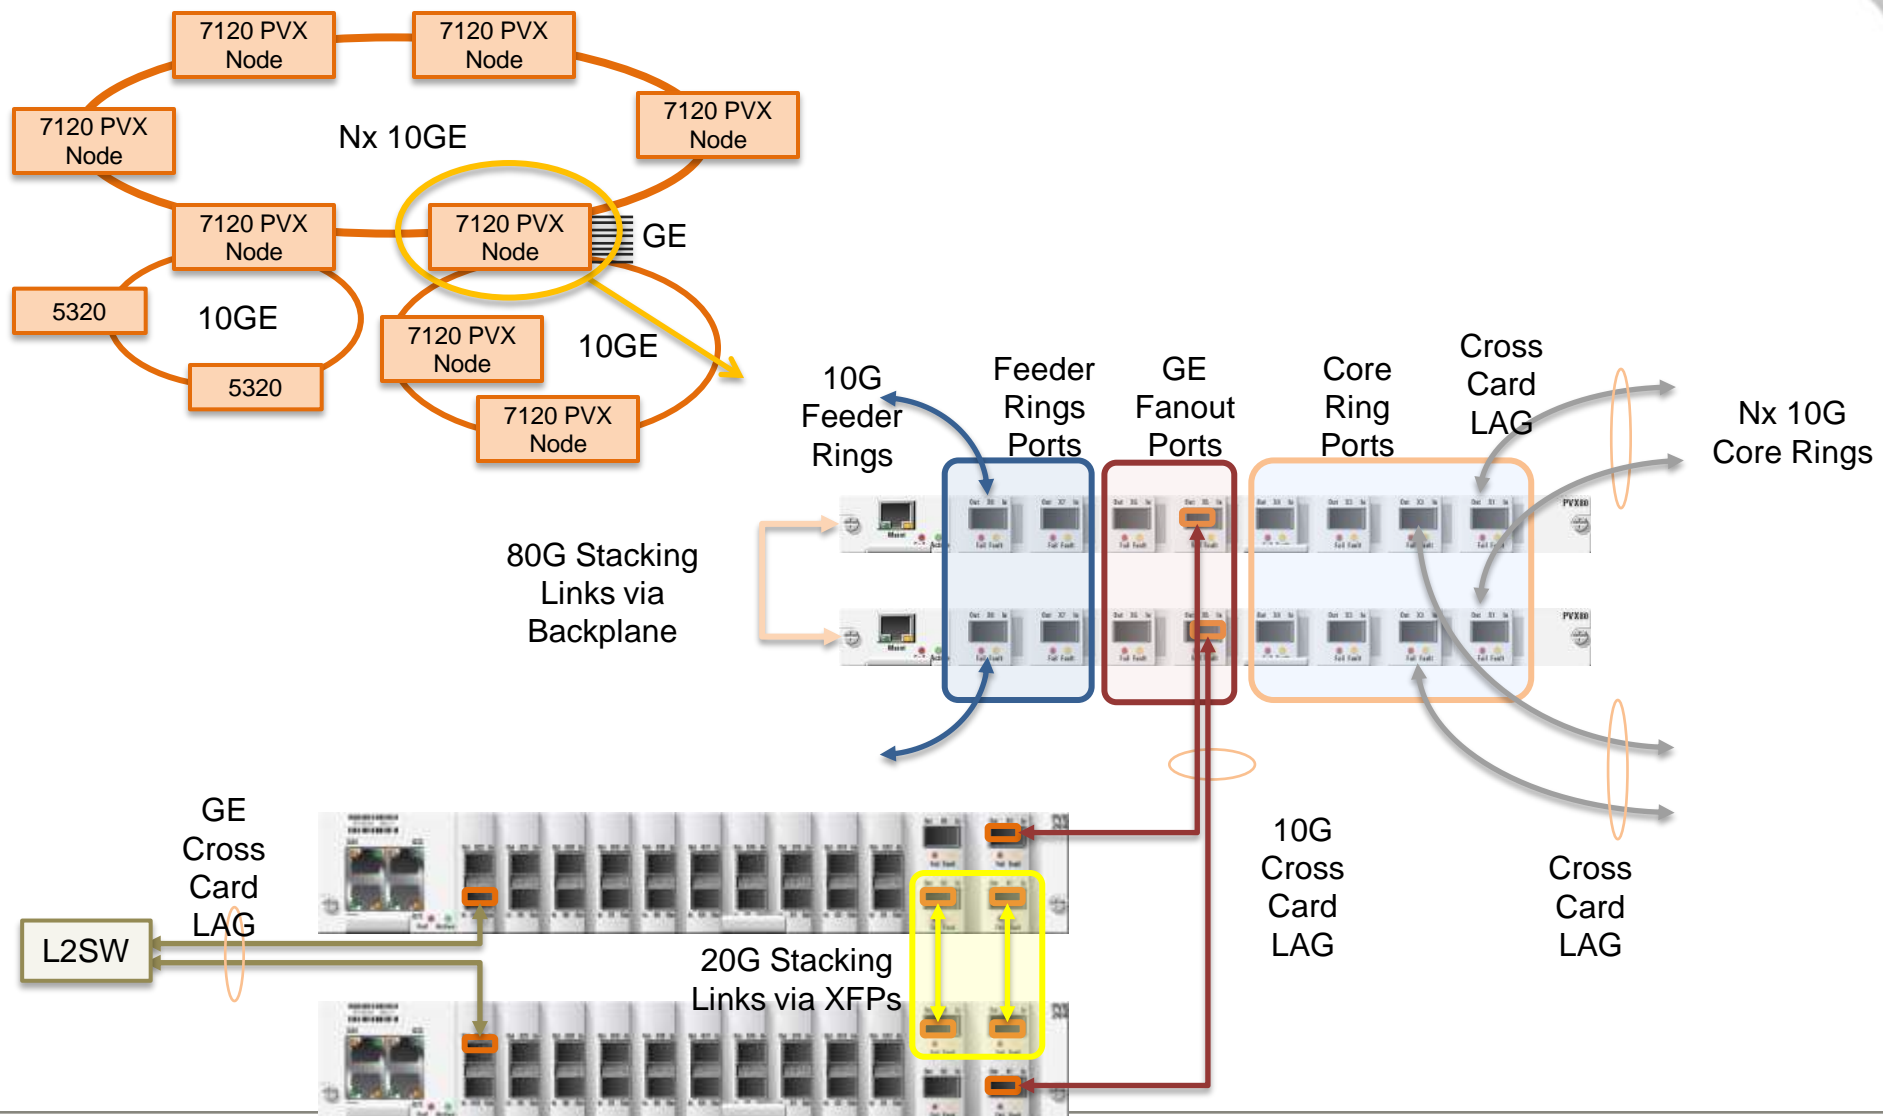 7120 PVX
Node
7120 PVX
Node
7120 PVX
Node
7120 PVX
Node
Nx 10GE
7120 PVX
Node
7120 PVX
Node
GE
5320
10GE
7120 PVX
Node
10GE
5320
7120 PVX
Node
10G
Feeder
Rings
Feeder
Rings
Ports
GE
Fanout
Ports
Core
Ring
Ports
Cross
Card
LAG
Nx 10G
Core Rings
PVX80
80G Stacking
Links via
Backplane
PVX80
GE
Cross
Card
LAG
L2SW
20G Stacking
Links via XFPs
10G
Cross
Card
LAG
Cross
Card
LAG